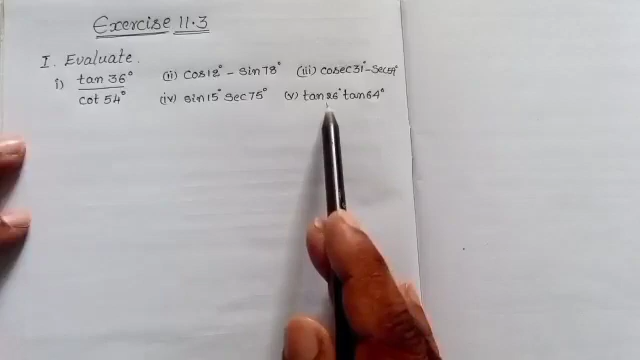 Exercise 11.3
I. Evaluate.
i) tan 36° / cot 54° (ii) cos 12° - sin 78° (iii) cosec 31° - sec 59°
(iv) sin 15° sec 75° (v) tan 26° tan 64°